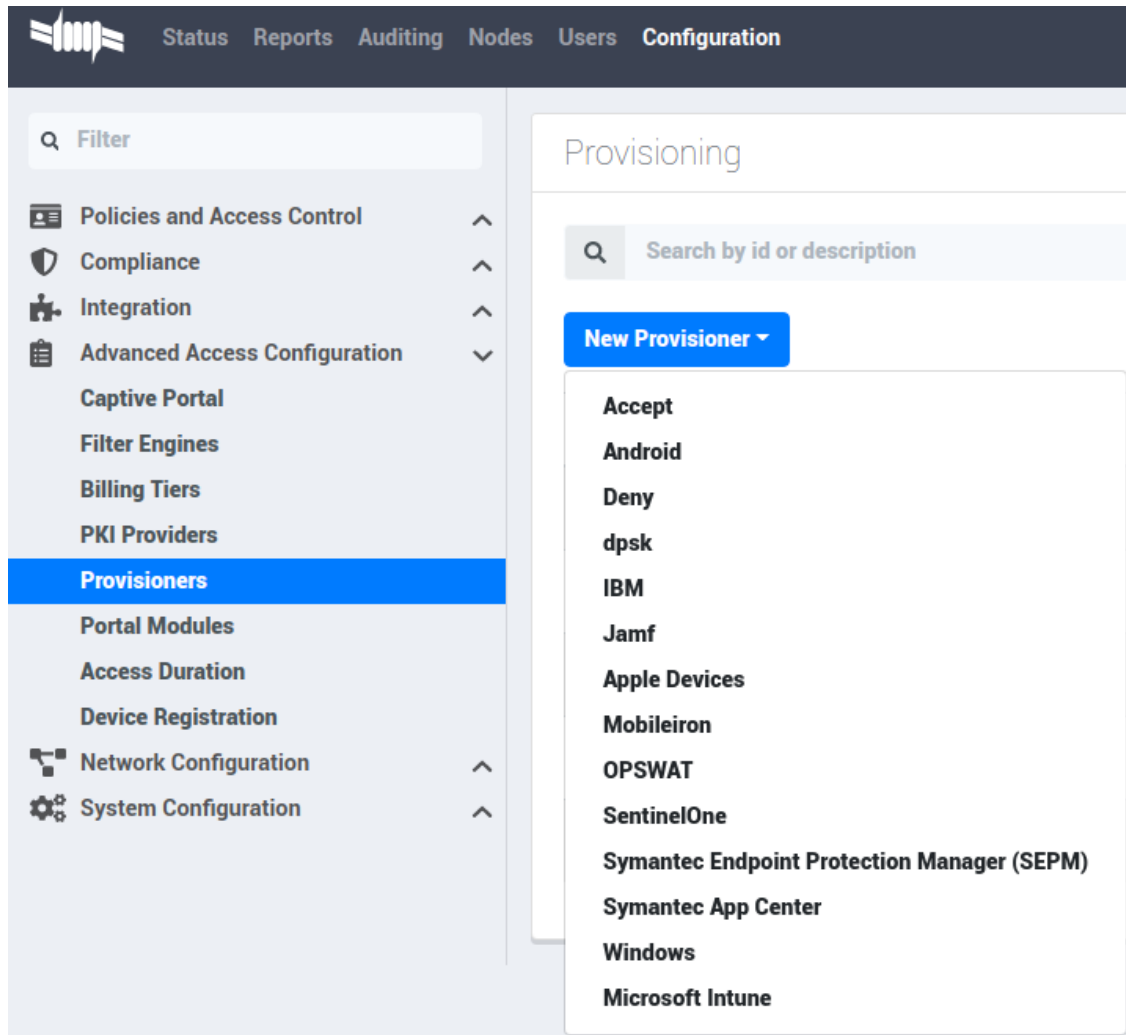 Status Reports Auditing Nodes Users Configuration
Filter
Policies and Access Control
Compliance
Integration
Advanced Access Configuration
Captive Portal
Filter Engines
Billing Tiers
PKI Providers
Provisioners
Portal Modules
Access Duration
Device Registration
Network Configuration
System Configuration
Provisioning
Search by id or description
New Provisioner
Accept
Android
Deny
dpsk
IBM
Jamf
Apple Devices
Mobileiron
OPSWAT
SentinelOne
Symantec Endpoint Protection Manager (SEPM)
Symantec App Center
Windows
Microsoft Intune